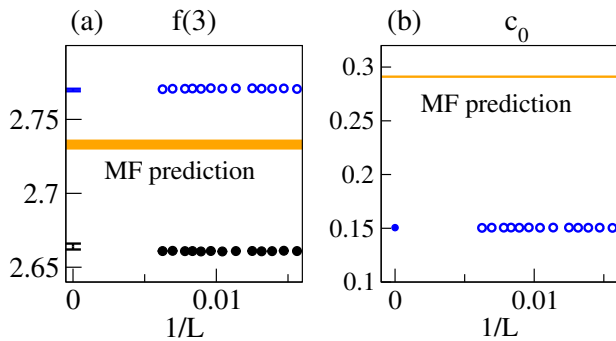 (a) f(3)
(b) c0
2.75
2.7
2.65
MF prediction
0 0.01
1/L
0.3
0.25
0.2
0.15
0.1
MF prediction
0 0.01
1/L